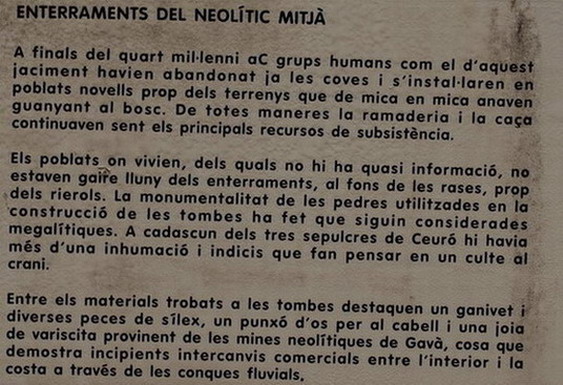 ENTERRAMENTS DEL NEOLÍTIC MITJÀ
A finals del quart mil·lenni aC grups humans com el d'aquest
jaciment havien abandonat ja les coves i s'instal·laren en
poblats novells prop dels terrenys que de mica en mica anaven
guanyant al bosc. De totes maneres la ramaderia i la caça
continuaven sent els principals recursos de subsistència.
Els poblats on vivien, dels quals no hi ha quasi informació, no
estaven gaire lluny dels enterraments, al fons de les rases, prop
dels rierols. La monumentalitat de les pedres utilitzades en la
construcció de les tombes ha fet que siguin considerades
megalítiques. A cadascun dels tres sepulcres de Ceuró hi havia
més d'una inhumació i indicis que fan pensar en un culte al
crani.
Entre els materials trobats a les tombes destaquen un ganivet i
diverses peces de sílex, un punxó d'os per al cabell i una joia
de variscita provinent de les mines neolítiques de Gavà, cosa que
demostra incipients intercanvis comercials entre l'interior i la
costa a través de les conques fluvials.